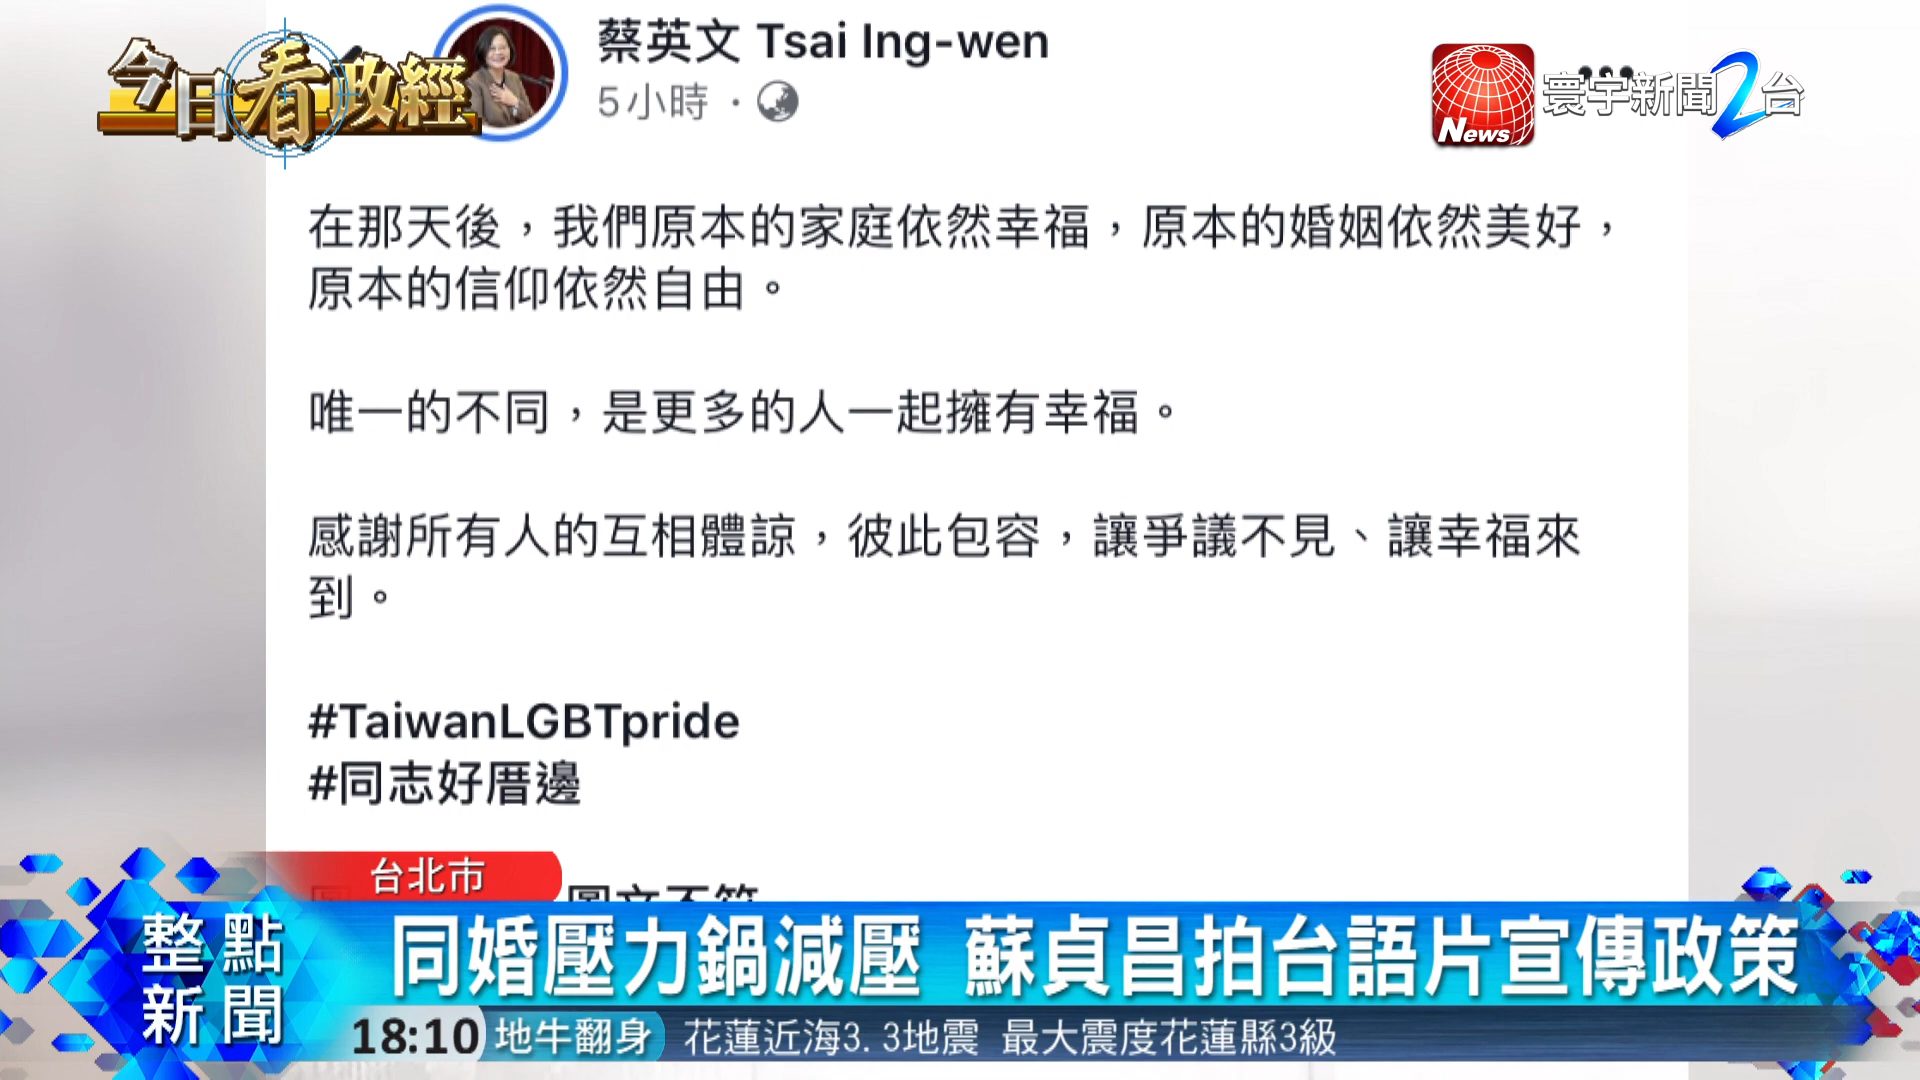 今日看政經
蔡英文 Tsai Ing-wen
5小時 ·
News
寰宇新聞2台
在那天後，我們原本的家庭依然幸福，原本的婚姻依然美好，
原本的信仰依然自由。
唯一的不同，是更多的人一起擁有幸福。
感謝所有人的互相體諒，彼此包容，讓爭議不見、讓幸福來
到。
#TaiwanLGBTpride
#同志好厝邊
台北市
整點
新聞
同婚壓力鍋減壓 蘇貞昌拍台語片宣傳政策
18:10 地牛翻身 花蓮近海3.3地震 最大震度花蓮縣3級